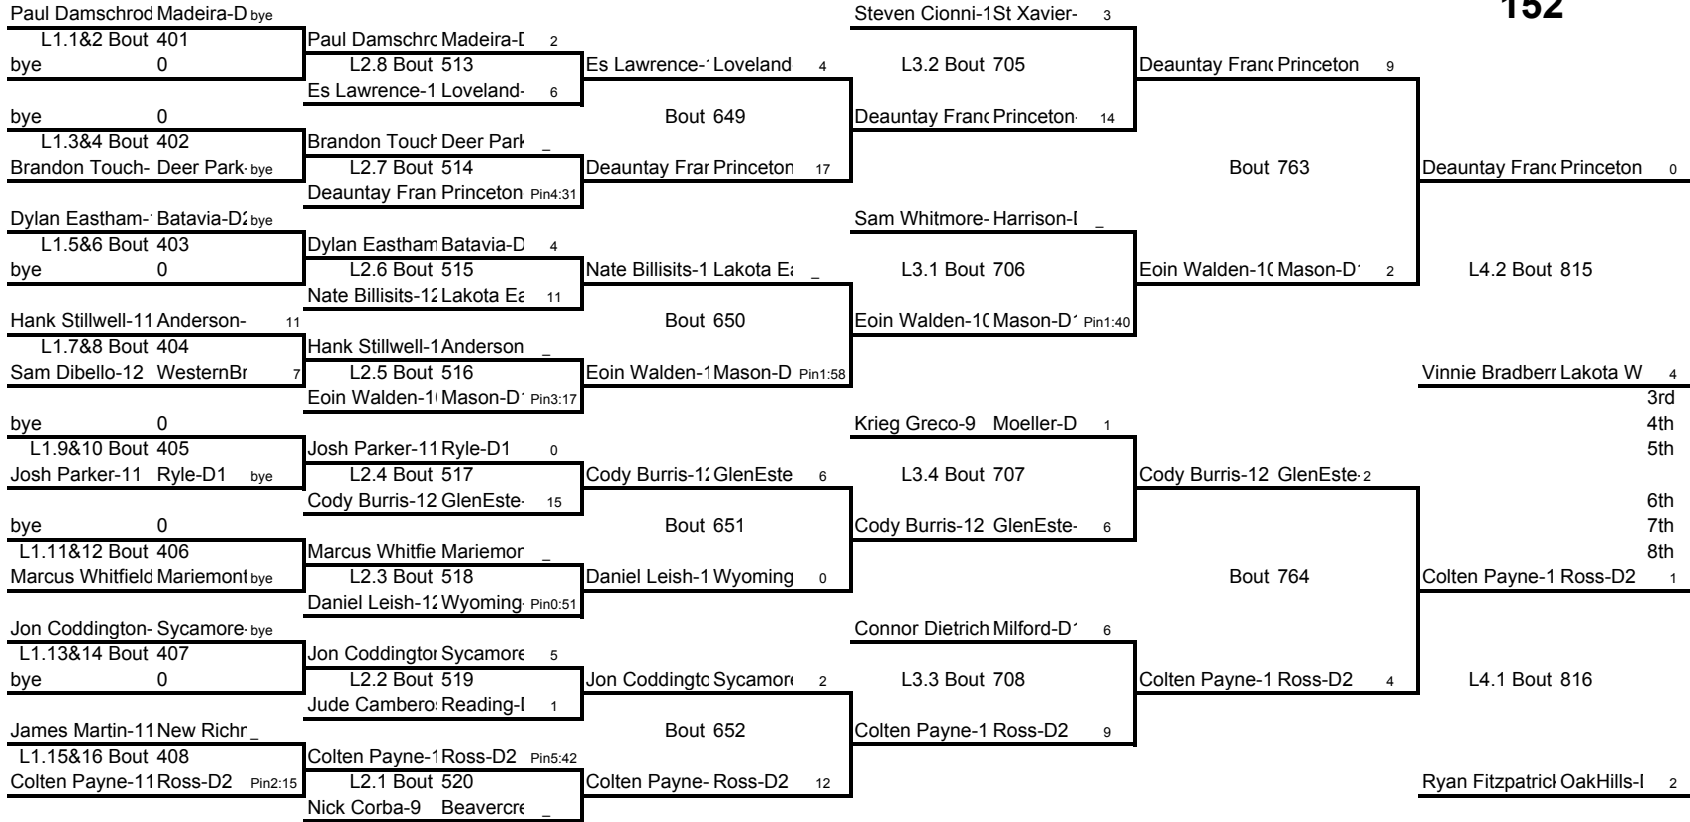 152
Paul Damschrod Madeira-D bye
L1.1&2 Bout 401
bye 0
bye 0
L1.3&4 Bout 402
Brandon Touch- Deer Park- bye
Dylan Eastham- Batavia-D2 bye
L1.5&6 Bout 403
bye 0
Hank Stillwell-11 Anderson- 11
L1.7&8 Bout 404
Sam Dibello-12 WesternBr 7
bye 0
L1.9&10 Bout 405
Josh Parker-11 Ryle-D1 bye
bye 0
L1.11&12 Bout 406
Marcus Whitfield Mariemont bye
Jon Coddington- Sycamore- bye
L1.13&14 Bout 407
bye 0
James Martin-11 New Richr _
L1.15&16 Bout 408
Colten Payne-11 Ross-D2 Pin2:15
Paul Damschro Madeira-D 2
L2.8 Bout 513
Es Lawrence-1 Loveland- 6
Brandon Touch Deer Park _
L2.7 Bout 514
Deauntay Fran Princeton Pin4:31
Dylan Eastham Batavia-D 4
L2.6 Bout 515
Nate Billisits-12 Lakota Ea 11
Hank Stillwell-1 Anderson _
L2.5 Bout 516
Eoin Walden-1 Mason-D1 Pin3:17
Josh Parker-11 Ryle-D1 0
L2.4 Bout 517
Cody Burris-12 GlenEste- 15
Marcus Whitfie Mariemon _
L2.3 Bout 518
Daniel Leish-12 Wyoming- Pin0:51
Jon Coddington Sycamore 5
L2.2 Bout 519
Jude Cambero Reading-D 1
Colten Payne-1 Ross-D2 Pin5:42
L2.1 Bout 520
Nick Corba-9 Beavercre _
Es Lawrence- Loveland 4
Bout 649
Deauntay Fran Princeton 17
Nate Billisits-1 Lakota Ea _
Bout 650
Eoin Walden-1 Mason-D Pin1:58
Cody Burris-12 GlenEste 6
Bout 651
Daniel Leish-1 Wyoming 0
Jon Coddingto Sycamore 2
Bout 652
Colten Payne- Ross-D2 12
Steven Cionni-1 St Xavier- 3
L3.2 Bout 705
Deauntay Franc Princeton- 14
Sam Whitmore- Harrison-D _
L3.1 Bout 706
Eoin Walden-10 Mason-D1 Pin1:40
Krieg Greco-9 Moeller-D 1
L3.4 Bout 707
Cody Burris-12 GlenEste- 6
Connor Dietrich Milford-D1 6
L3.3 Bout 708
Colten Payne-1 Ross-D2 9
Deauntay Franc Princeton 9
Bout 763
Eoin Walden-10 Mason-D1 2
Cody Burris-12 GlenEste- 2
Bout 764
Colten Payne-1 Ross-D2 4
Deauntay Franc Princeton 0
L4.2 Bout 815
Vinnie Bradberr Lakota W 4
3rd
4th
5th
6th
7th
8th
Colten Payne-1 Ross-D2 1
L4.1 Bout 816
Ryan Fitzpatrick OakHills-D 2